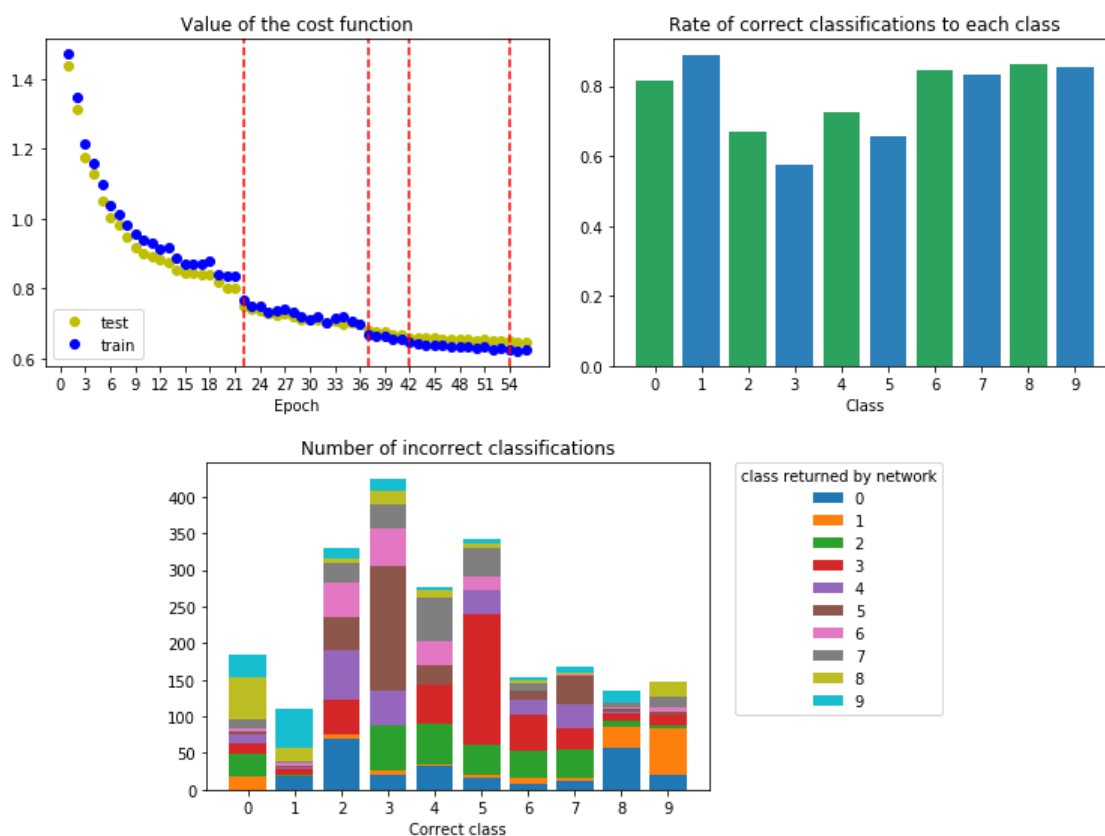 Value of the cost function
1.4
1.2
1.0
0.8
0.6
test
train
0 3 6 9 12 15 18 21 24 27 30 33 37 39 42 45 48 51 54
Epoch
Rate of correct classifications to each class
0.8
0.6
0.4
0.2
0.0
0 1 2 3 4 5 6 7 8 9
Class
Number of incorrect classifications
400
350
300
250
200
150
100
50
0
0 1 2 3 4 5 6 7 8 9
Correct class
class returned by network
0
1
2
3
4
5
6
7
8
9